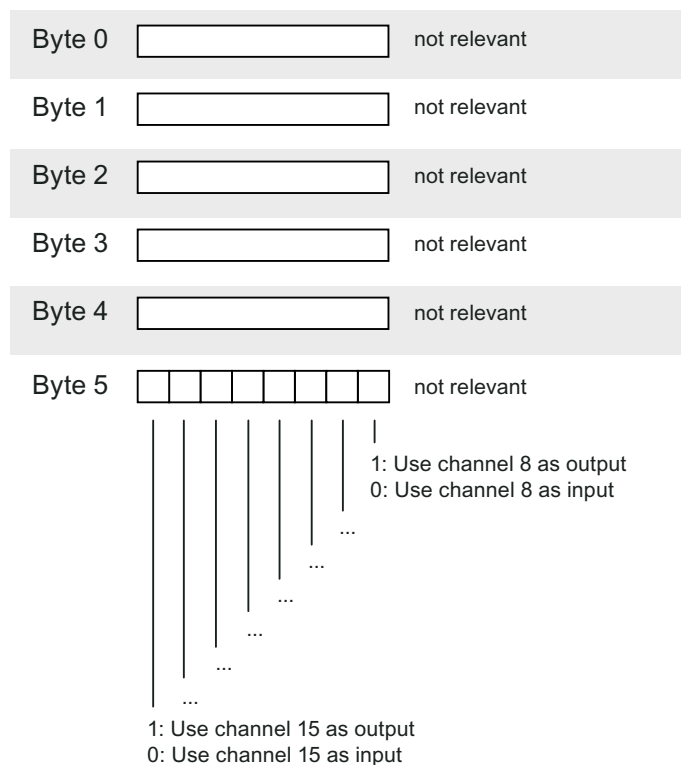 Byte 0 not relevant
Byte 1 not relevant
Byte 2 not relevant
Byte 3 not relevant
Byte 4 not relevant
Byte 5 not relevant
1: Use channel 8 as output
0: Use channel 8 as input
...
...
...
...
...
...
1: Use channel 15 as output
0: Use channel 15 as input